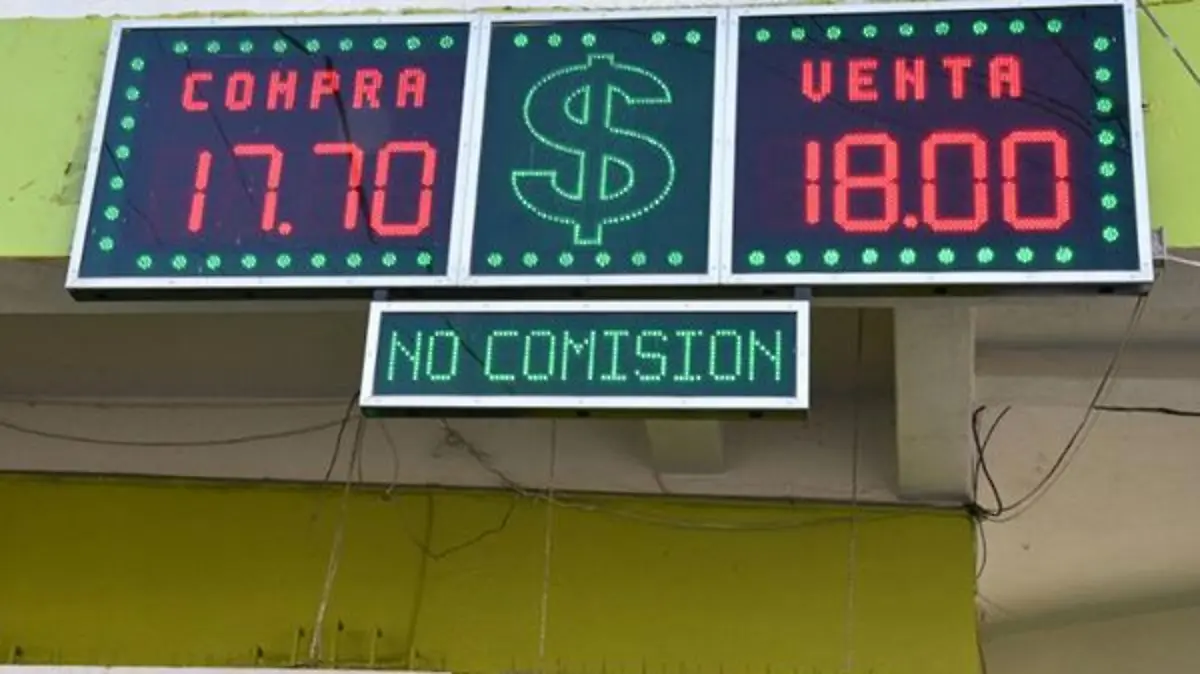 COMPRA
17.70
$
VENTA
18.00
NO COMISION